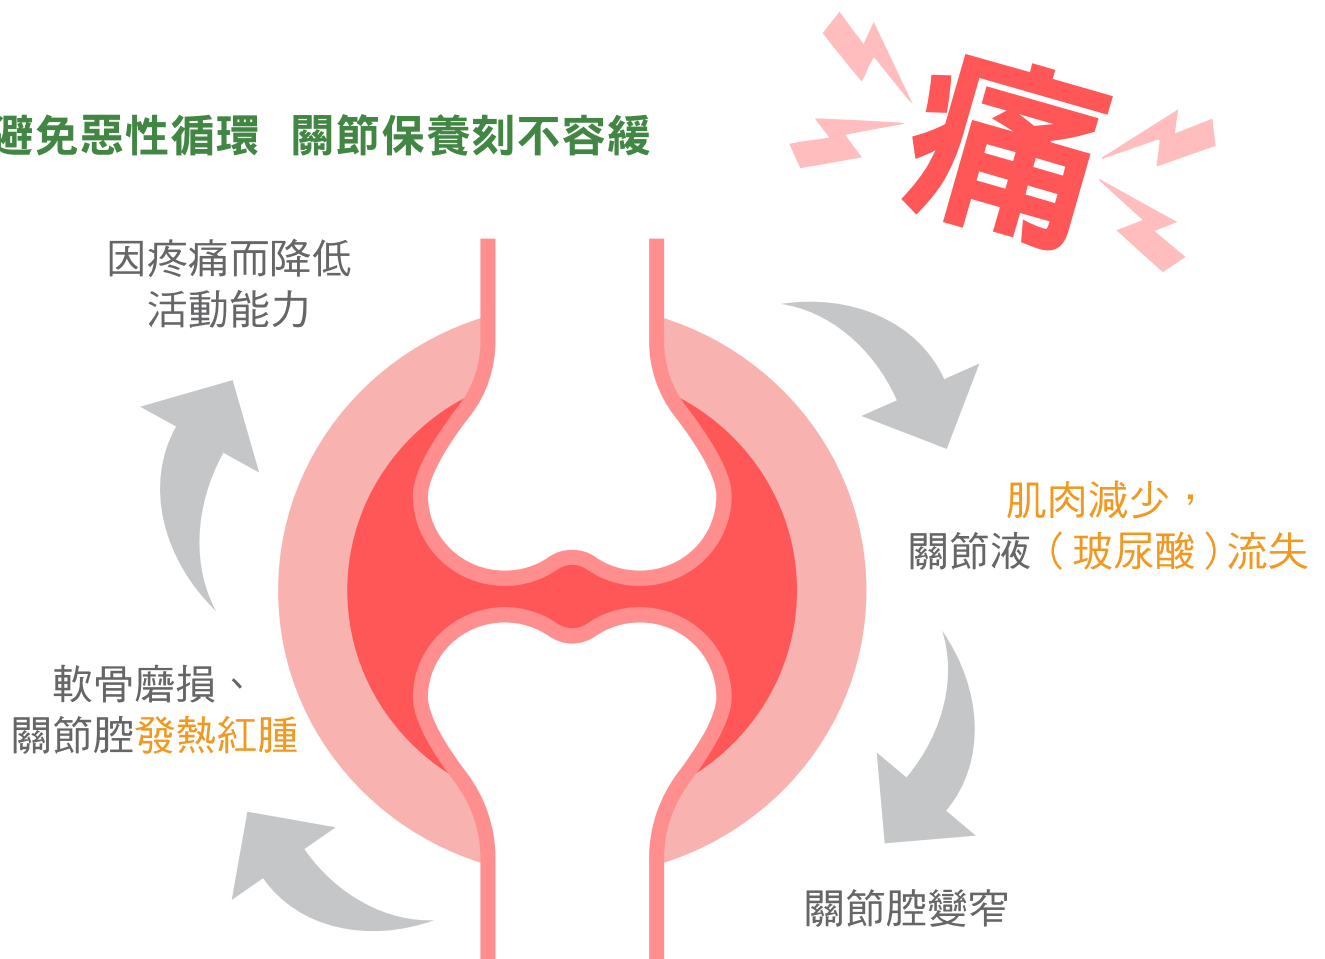 避免惡性循環 關節保養刻不容緩
痛
因疼痛而降低
活動能力
肌肉減少，
關節液（玻尿酸）流失
軟骨磨損、
關節腔發熱紅腫
關節腔變窄